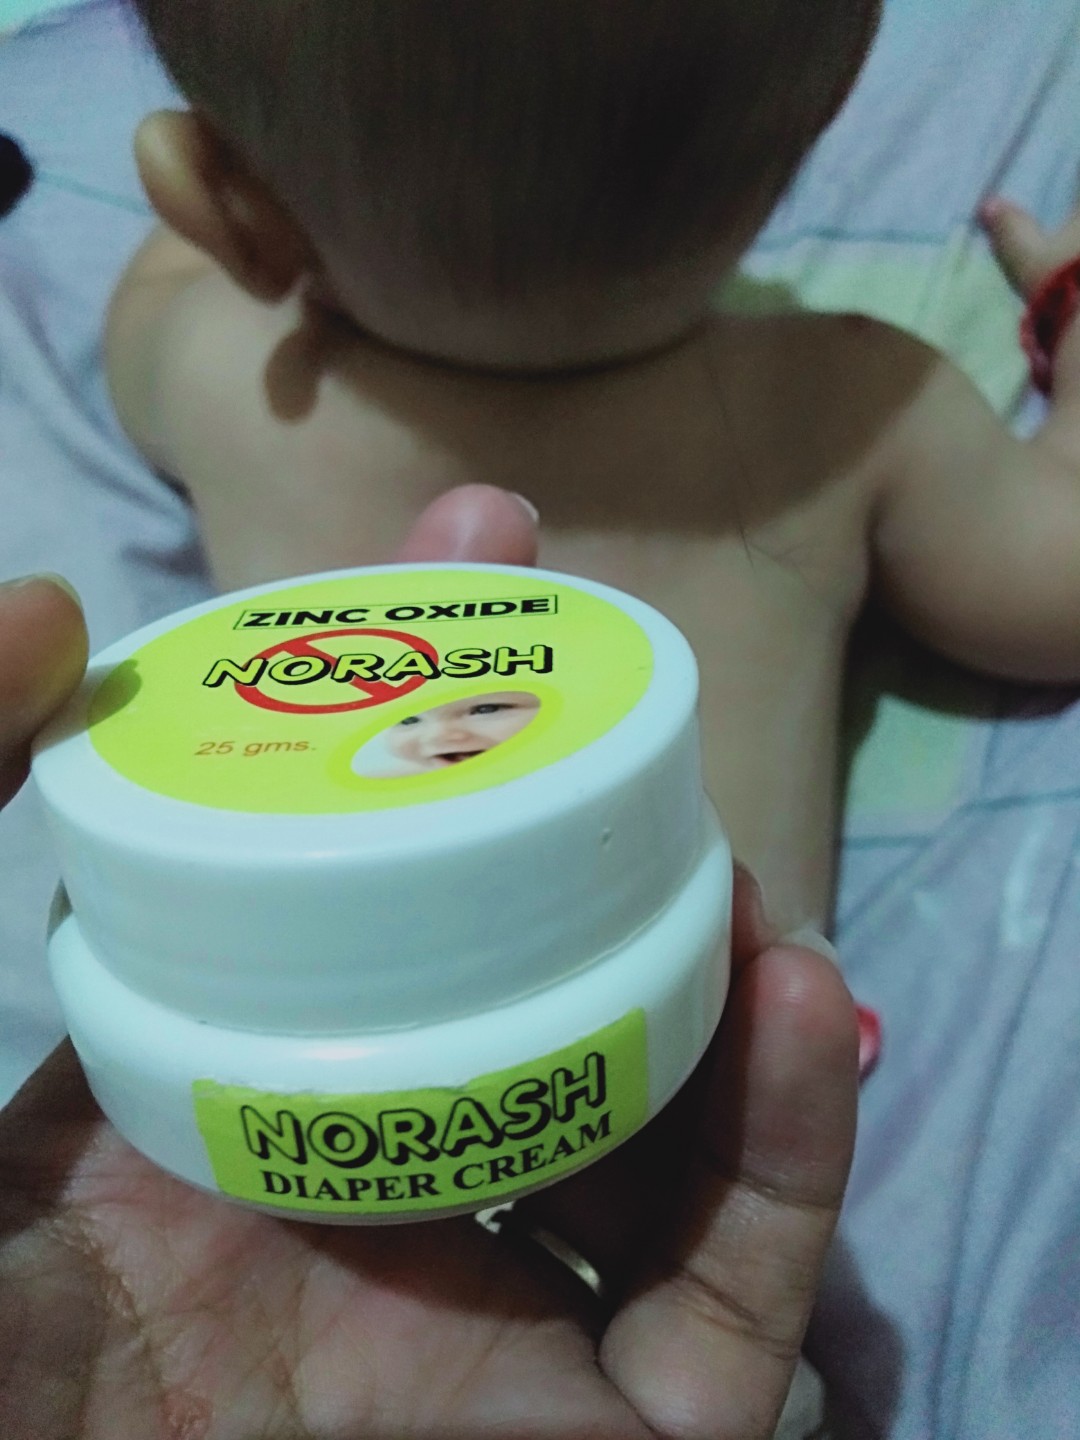 ZINC OXIDE
NORASH
25 gms.
NORASH
DIAPER CREAM